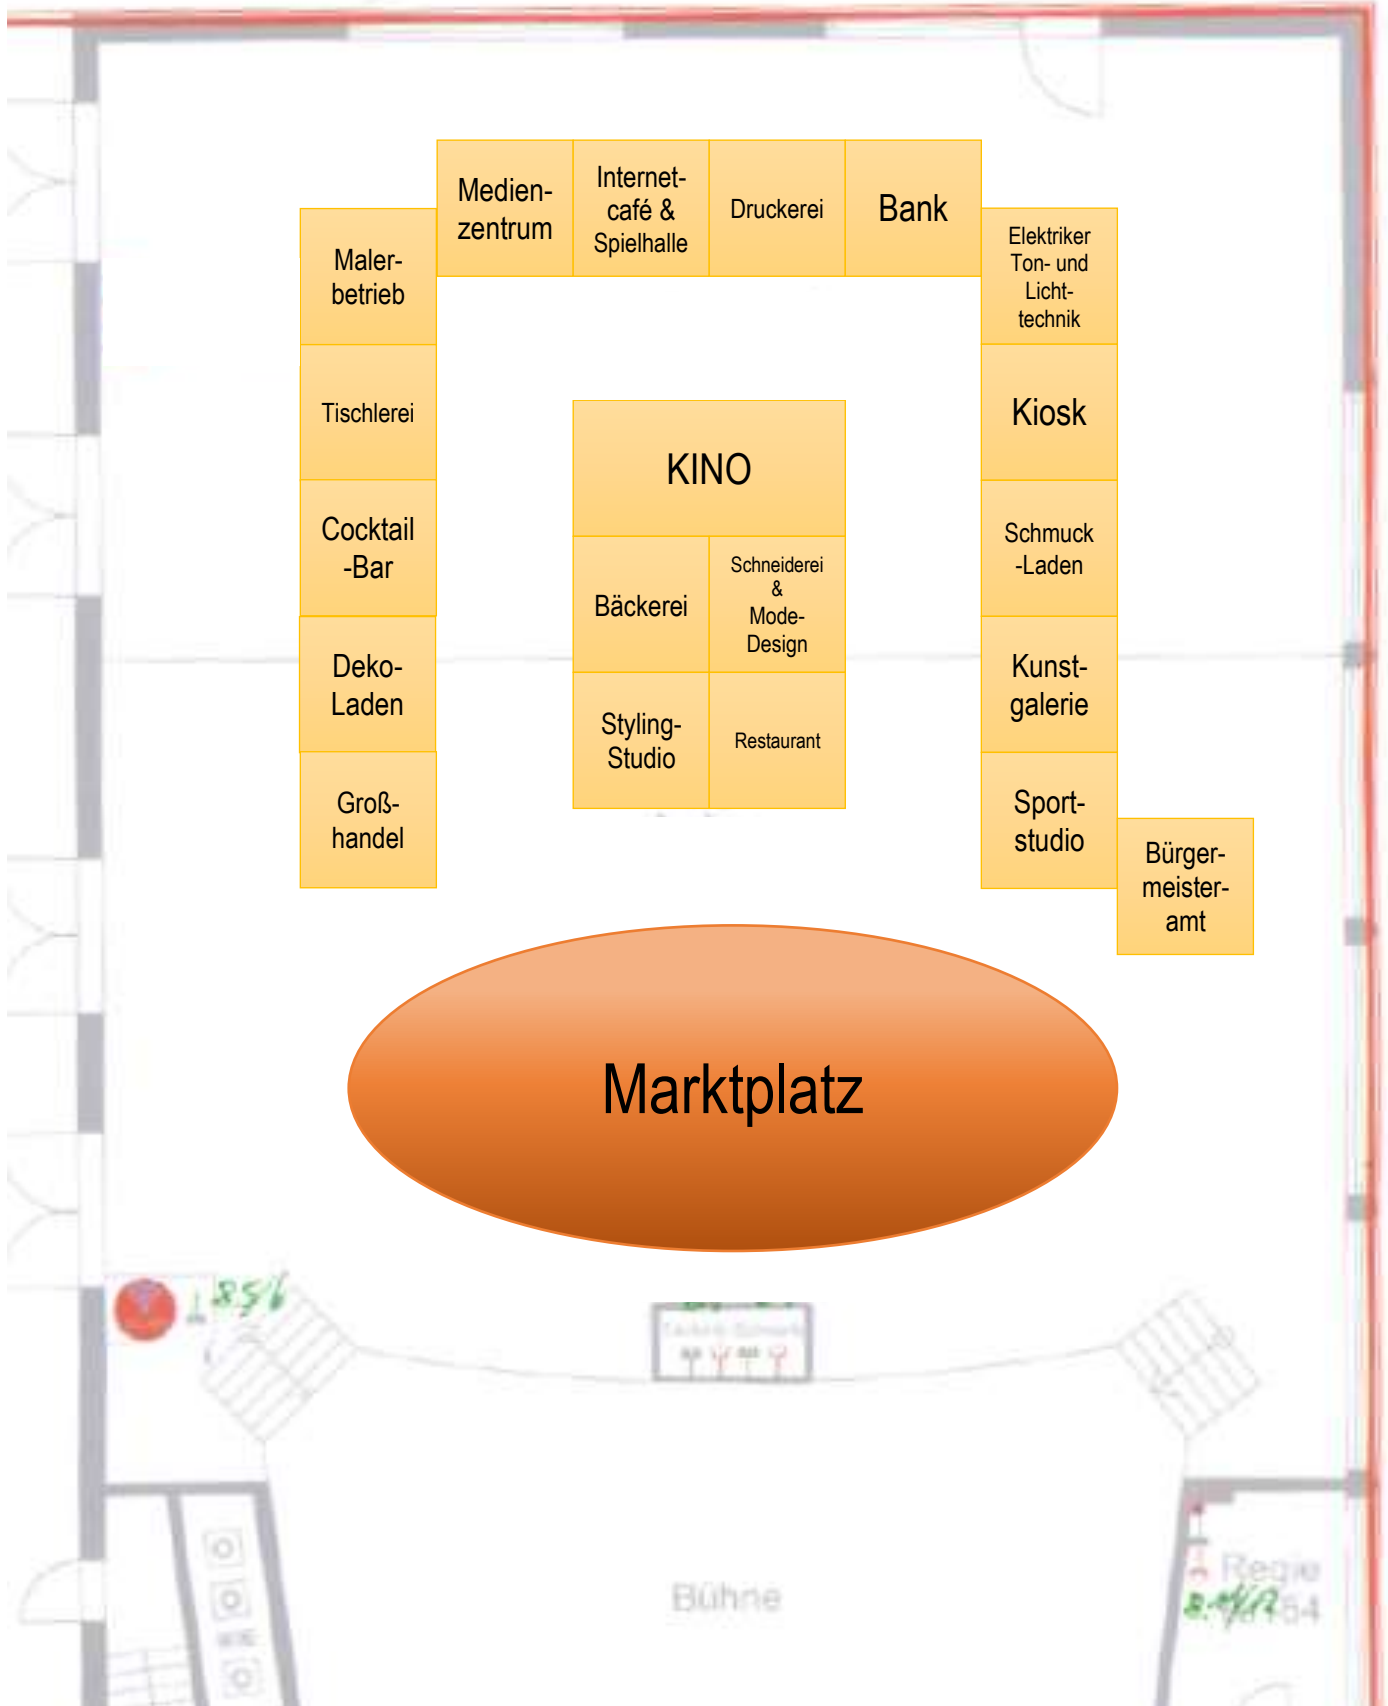 Medien-
zentrum
Internet-
café &
Spielhalle
Druckerei
Bank
Maler-
betrieb
Elektriker
Ton- und
Licht-
technik
Tischlerei
Kiosk
KINO
Cocktail
-Bar
Schmuck
-Laden
Bäckerei
Schneiderei
&
Mode-
Design
Deko-
Laden
Kunst-
galerie
Styling-
Studio
Restaurant
Groß-
handel
Sport-
studio
Bürger-
meister-
amt
Marktplatz
Bühne
Regie